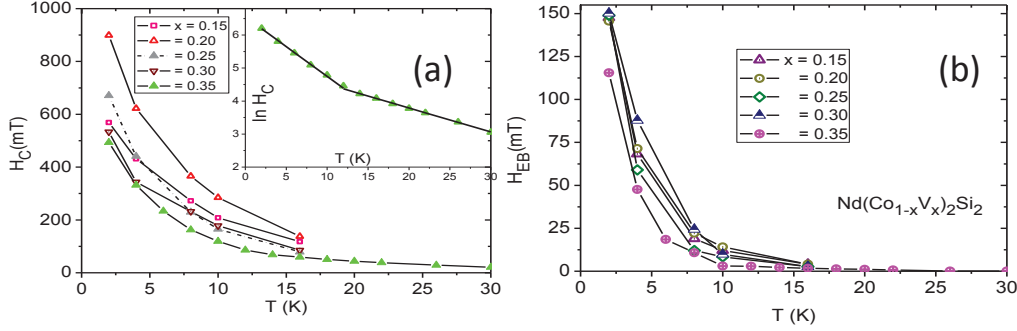 1000
800
600
400
200
0
H_C(mT)
0 5 10 15 20 25 30
T (K)
x = 0.15
= 0.20
= 0.25
= 0.30
= 0.35
(a)
6
5
4
3
2
ln H_C
5 10 15 20 25 30
T (K)
150
125
100
75
50
25
0
H_EB(mT)
0 5 10 15 20 25 30
T (K)
x = 0.15
= 0.20
= 0.25
= 0.30
= 0.35
(b)
Nd(Co_{1-x}V_x)_2Si_2